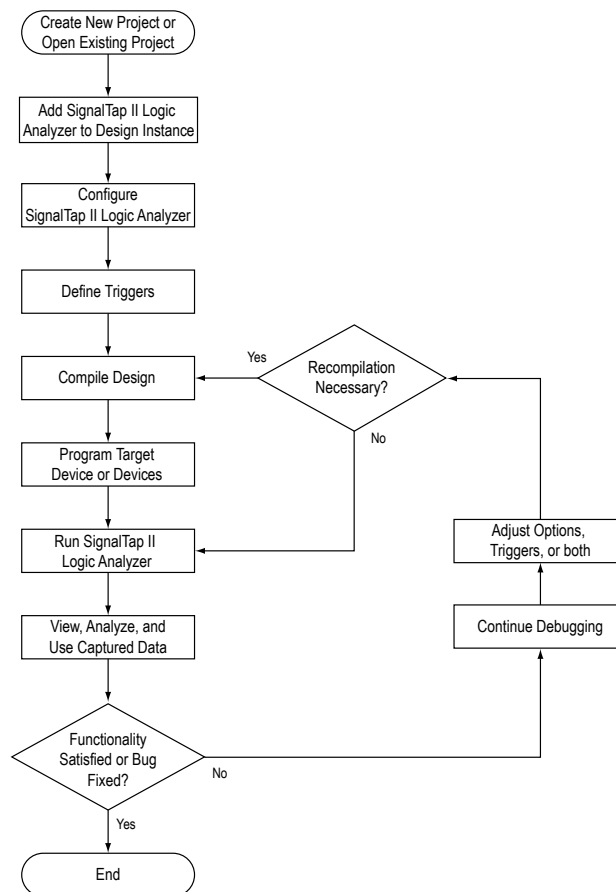 Create New Project or
Open Existing Project
Add SignalTap II Logic
Analyzer to Design Instance
Configure
SignalTap II Logic Analyzer
Define Triggers
Compile Design
Yes
Recompilation
Necessary?
No
Program Target
Device or Devices
Run SignalTap II
Logic Analyzer
Adjust Options,
Triggers, or both
View, Analyze, and
Use Captured Data
Continue Debugging
Functionality
Satisfied or Bug
Fixed?
No
Yes
End